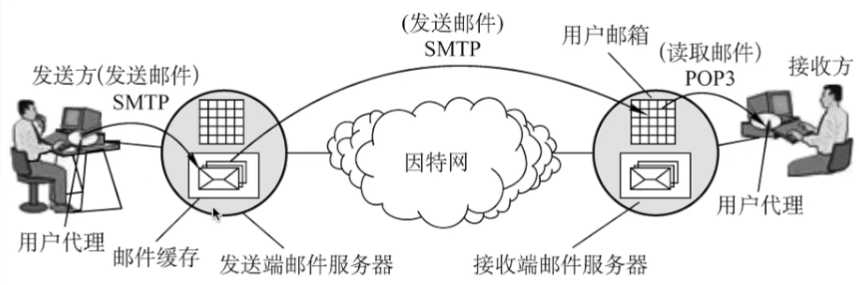 (发送邮件)
SMTP
用户邮箱
(读取邮件)
POP3
接收方
发送方(发送邮件)
SMTP
因特网
用户代理
用户代理
邮件缓存
发送端邮件服务器
接收端邮件服务器